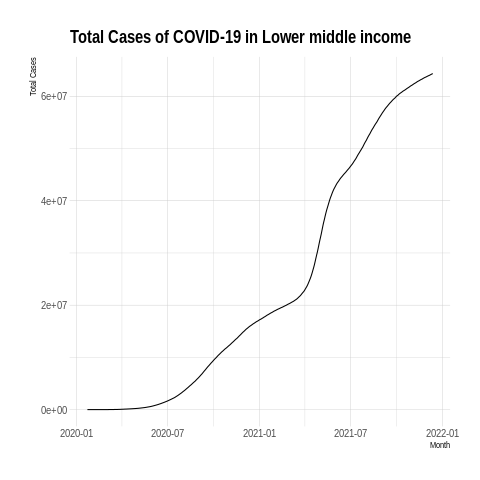 Total Cases of COVID-19 in Lower middle income
Total Cases
6e+07
4e+07
2e+07
0e+00
2020-01
2020-07
2021-01
2021-07
2022-01
Month